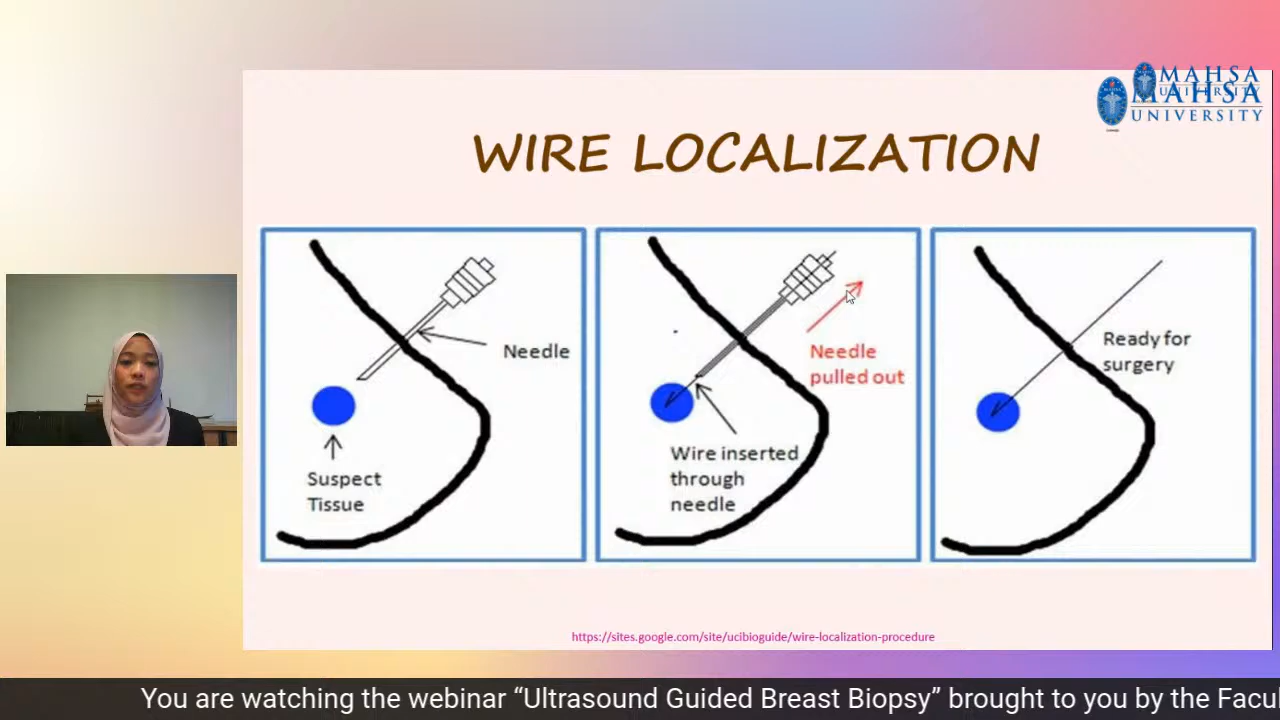 MAHSA
UNIVERSITY
MAHSA
UNIVERSITY
WIRE LOCALIZATION
Needle
Suspect
Tissue
Needle
pulled out
Wire inserted
through
needle
Ready for
surgery
https://sites.google.com/site/ucibioguide/wire-localization-procedure
You are watching the webinar “Ultrasound Guided Breast Biopsy” brought to you by the Facul